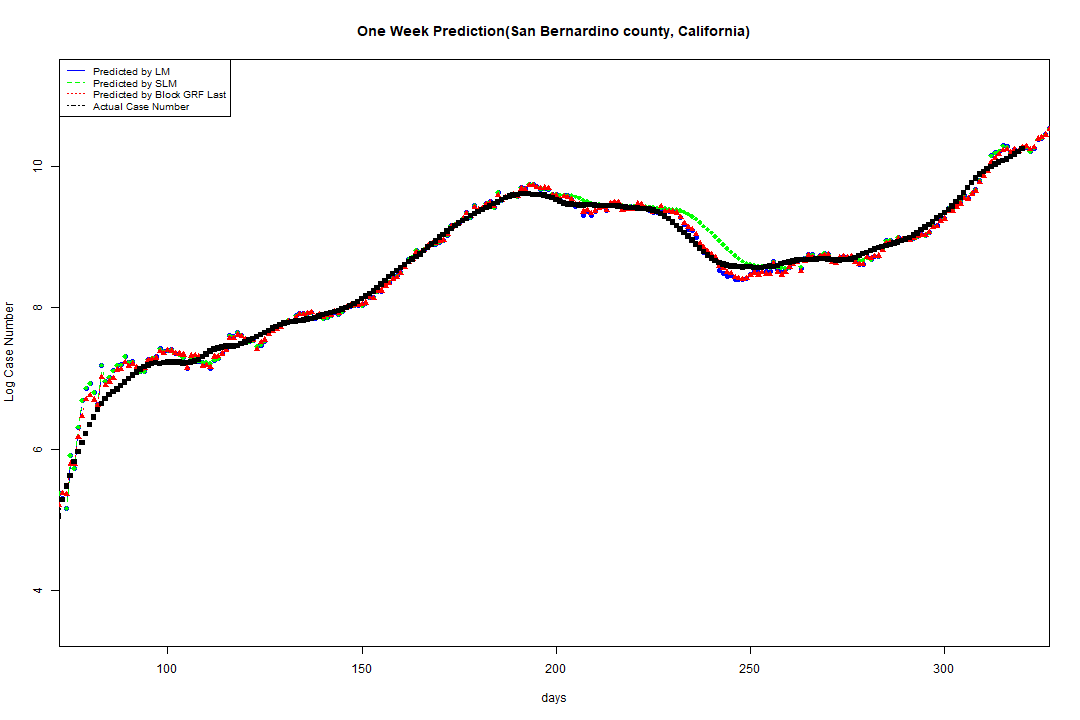 One Week Prediction(San Bernardino county, California)
Predicted by LM
Predicted by SLM
Predicted by Block GRF Last
Actual Case Number
10
8
6
4
Log Case Number
100 150 200 250 300
days